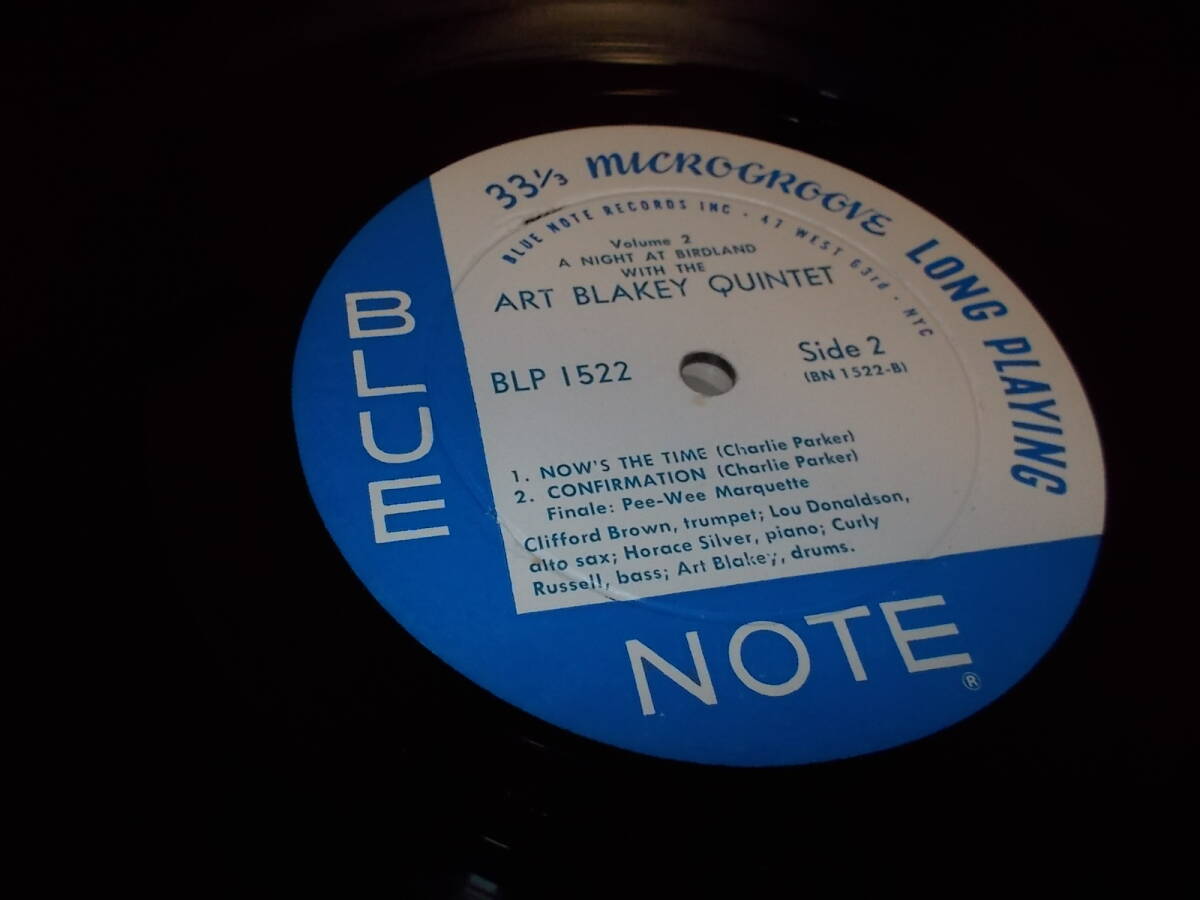 33⅓ MICROGROOVE LONG PLAYING
BLUE NOTE RECORDS INC · 47 WEST 63rd · NYC
Volume 2
A NIGHT AT BIRDLAND
WITH THE
ART BLAKEY QUINTET
BLP 1522
Side 2
(BN 1522-B)
1. NOW'S THE TIME (Charlie Parker)
2. CONFIRMATION (Charlie Parker)
Finale: Pee-Wee Marquette
Clifford Brown, trumpet; Lou Donaldson,
alto sax; Horace Silver, piano; Curly
Russell, bass; Art Blakey, drums.
BLUE
NOTE®